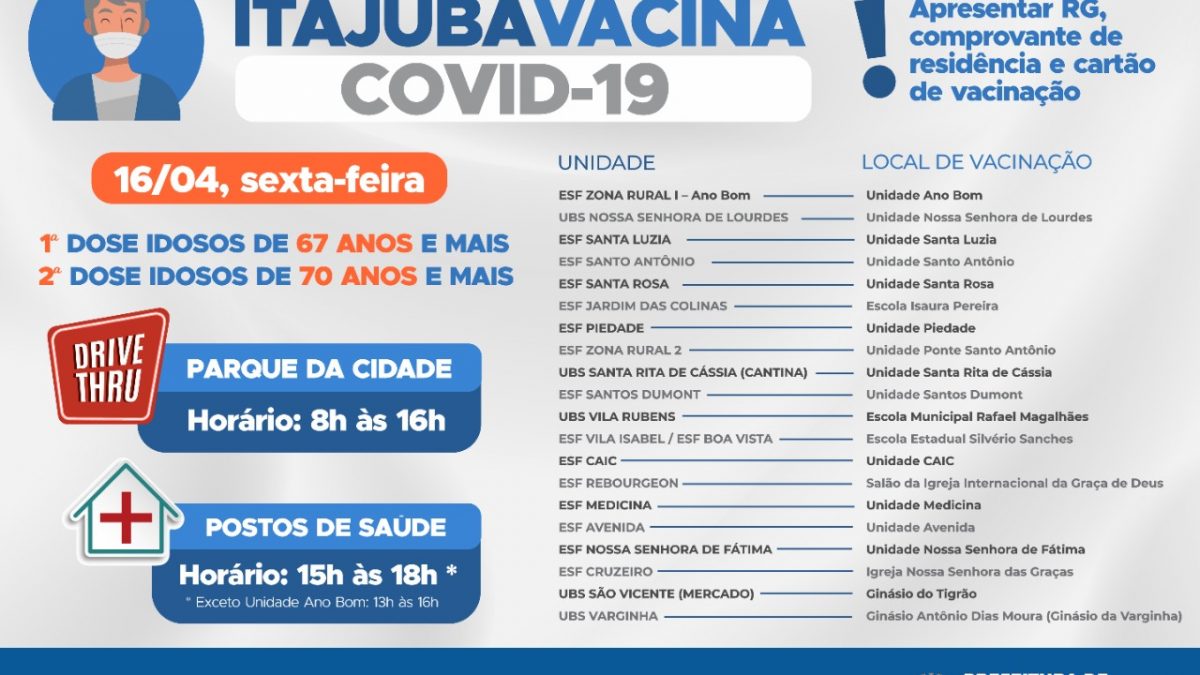 ITAJUBÁVACINA
COVID-19
Apresentar RG,
comprovante de
residência e cartão
de vacinação
16/04, sexta-feira
1ª DOSE IDOSOS DE 67 ANOS E MAIS
2ª DOSE IDOSOS DE 70 ANOS E MAIS
DRIVE
THRU
PARQUE DA CIDADE
Horário: 8h às 16h
POSTOS DE SAÚDE
Horário: 15h às 18h *
* Exceto Unidade Ano Bom: 13h às 16h
UNIDADE LOCAL DE VACINAÇÃO
ESF ZONA RURAL I – Ano Bom Unidade Ano Bom
UBS NOSSA SENHORA DE LOURDES Unidade Nossa Senhora de Lourdes
ESF SANTA LUZIA Unidade Santa Luzia
ESF SANTO ANTÔNIO Unidade Santo Antônio
ESF SANTA ROSA Unidade Santa Rosa
ESF JARDIM DAS COLINAS Escola Isaura Pereira
ESF PIEDADE Unidade Piedade
ESF ZONA RURAL 2 Unidade Ponte Santo Antônio
UBS SANTA RITA DE CÁSSIA (CANTINA) Unidade Santa Rita de Cássia
ESF SANTOS DUMONT Unidade Santos Dumont
UBS VILA RUBENS Escola Municipal Rafael Magalhães
ESF VILA ISABEL / ESF BOA VISTA Escola Estadual Silvério Sanches
ESF CAIC Unidade CAIC
ESF REBOURGEON Salão da Igreja Internacional da Graça de Deus
ESF MEDICINA Unidade Medicina
ESF AVENIDA Unidade Avenida
ESF NOSSA SENHORA DE FÁTIMA Unidade Nossa Senhora de Fátima
ESF CRUZEIRO Igreja Nossa Senhora das Graças
UBS SÃO VICENTE (MERCADO) Ginásio do Tigrão
UBS VARGINHA Ginásio Antônio Dias Moura (Ginásio da Varginha)
PREFEITURA DE